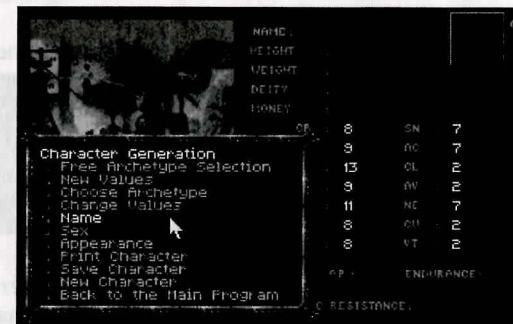 NAME:
HEIGHT
WEIGHT
DEITY
MONEY
8 SN 7
9 AC 7
13 CL 2
9 AV 2
11 NE 7
8 CU 2
8 VT 2
ENDURANCE:
RESISTANCE:
Character Generation
. Free Archetype Selection
. New Values
. Choose Archetype
. Change Values
. Name
. Sex
. Appearance
. Print Character
. Save Character
. New Character
. Back to the Main Program